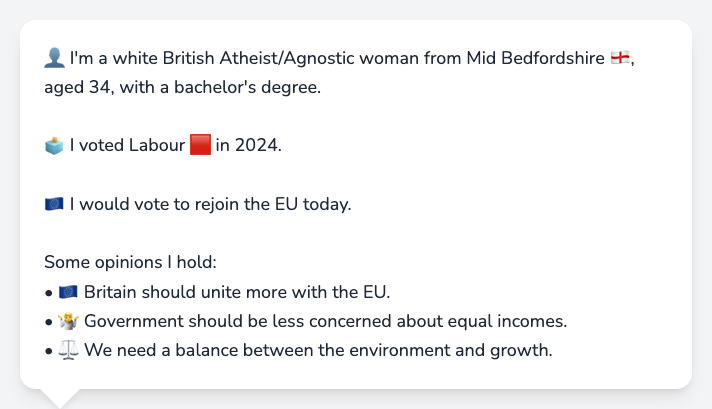 👤 I'm a white British Atheist/Agnostic woman from Mid Bedfordshire 🏴󠁧󠁢󠁥󠁮󠁧󠁿,
aged 34, with a bachelor's degree.
🗳️ I voted Labour 🟥 in 2024.
🇪🇺 I would vote to rejoin the EU today.
Some opinions I hold:
• 🇪🇺 Britain should unite more with the EU.
• 🤷 Government should be less concerned about equal incomes.
• ⚖️ We need a balance between the environment and growth.